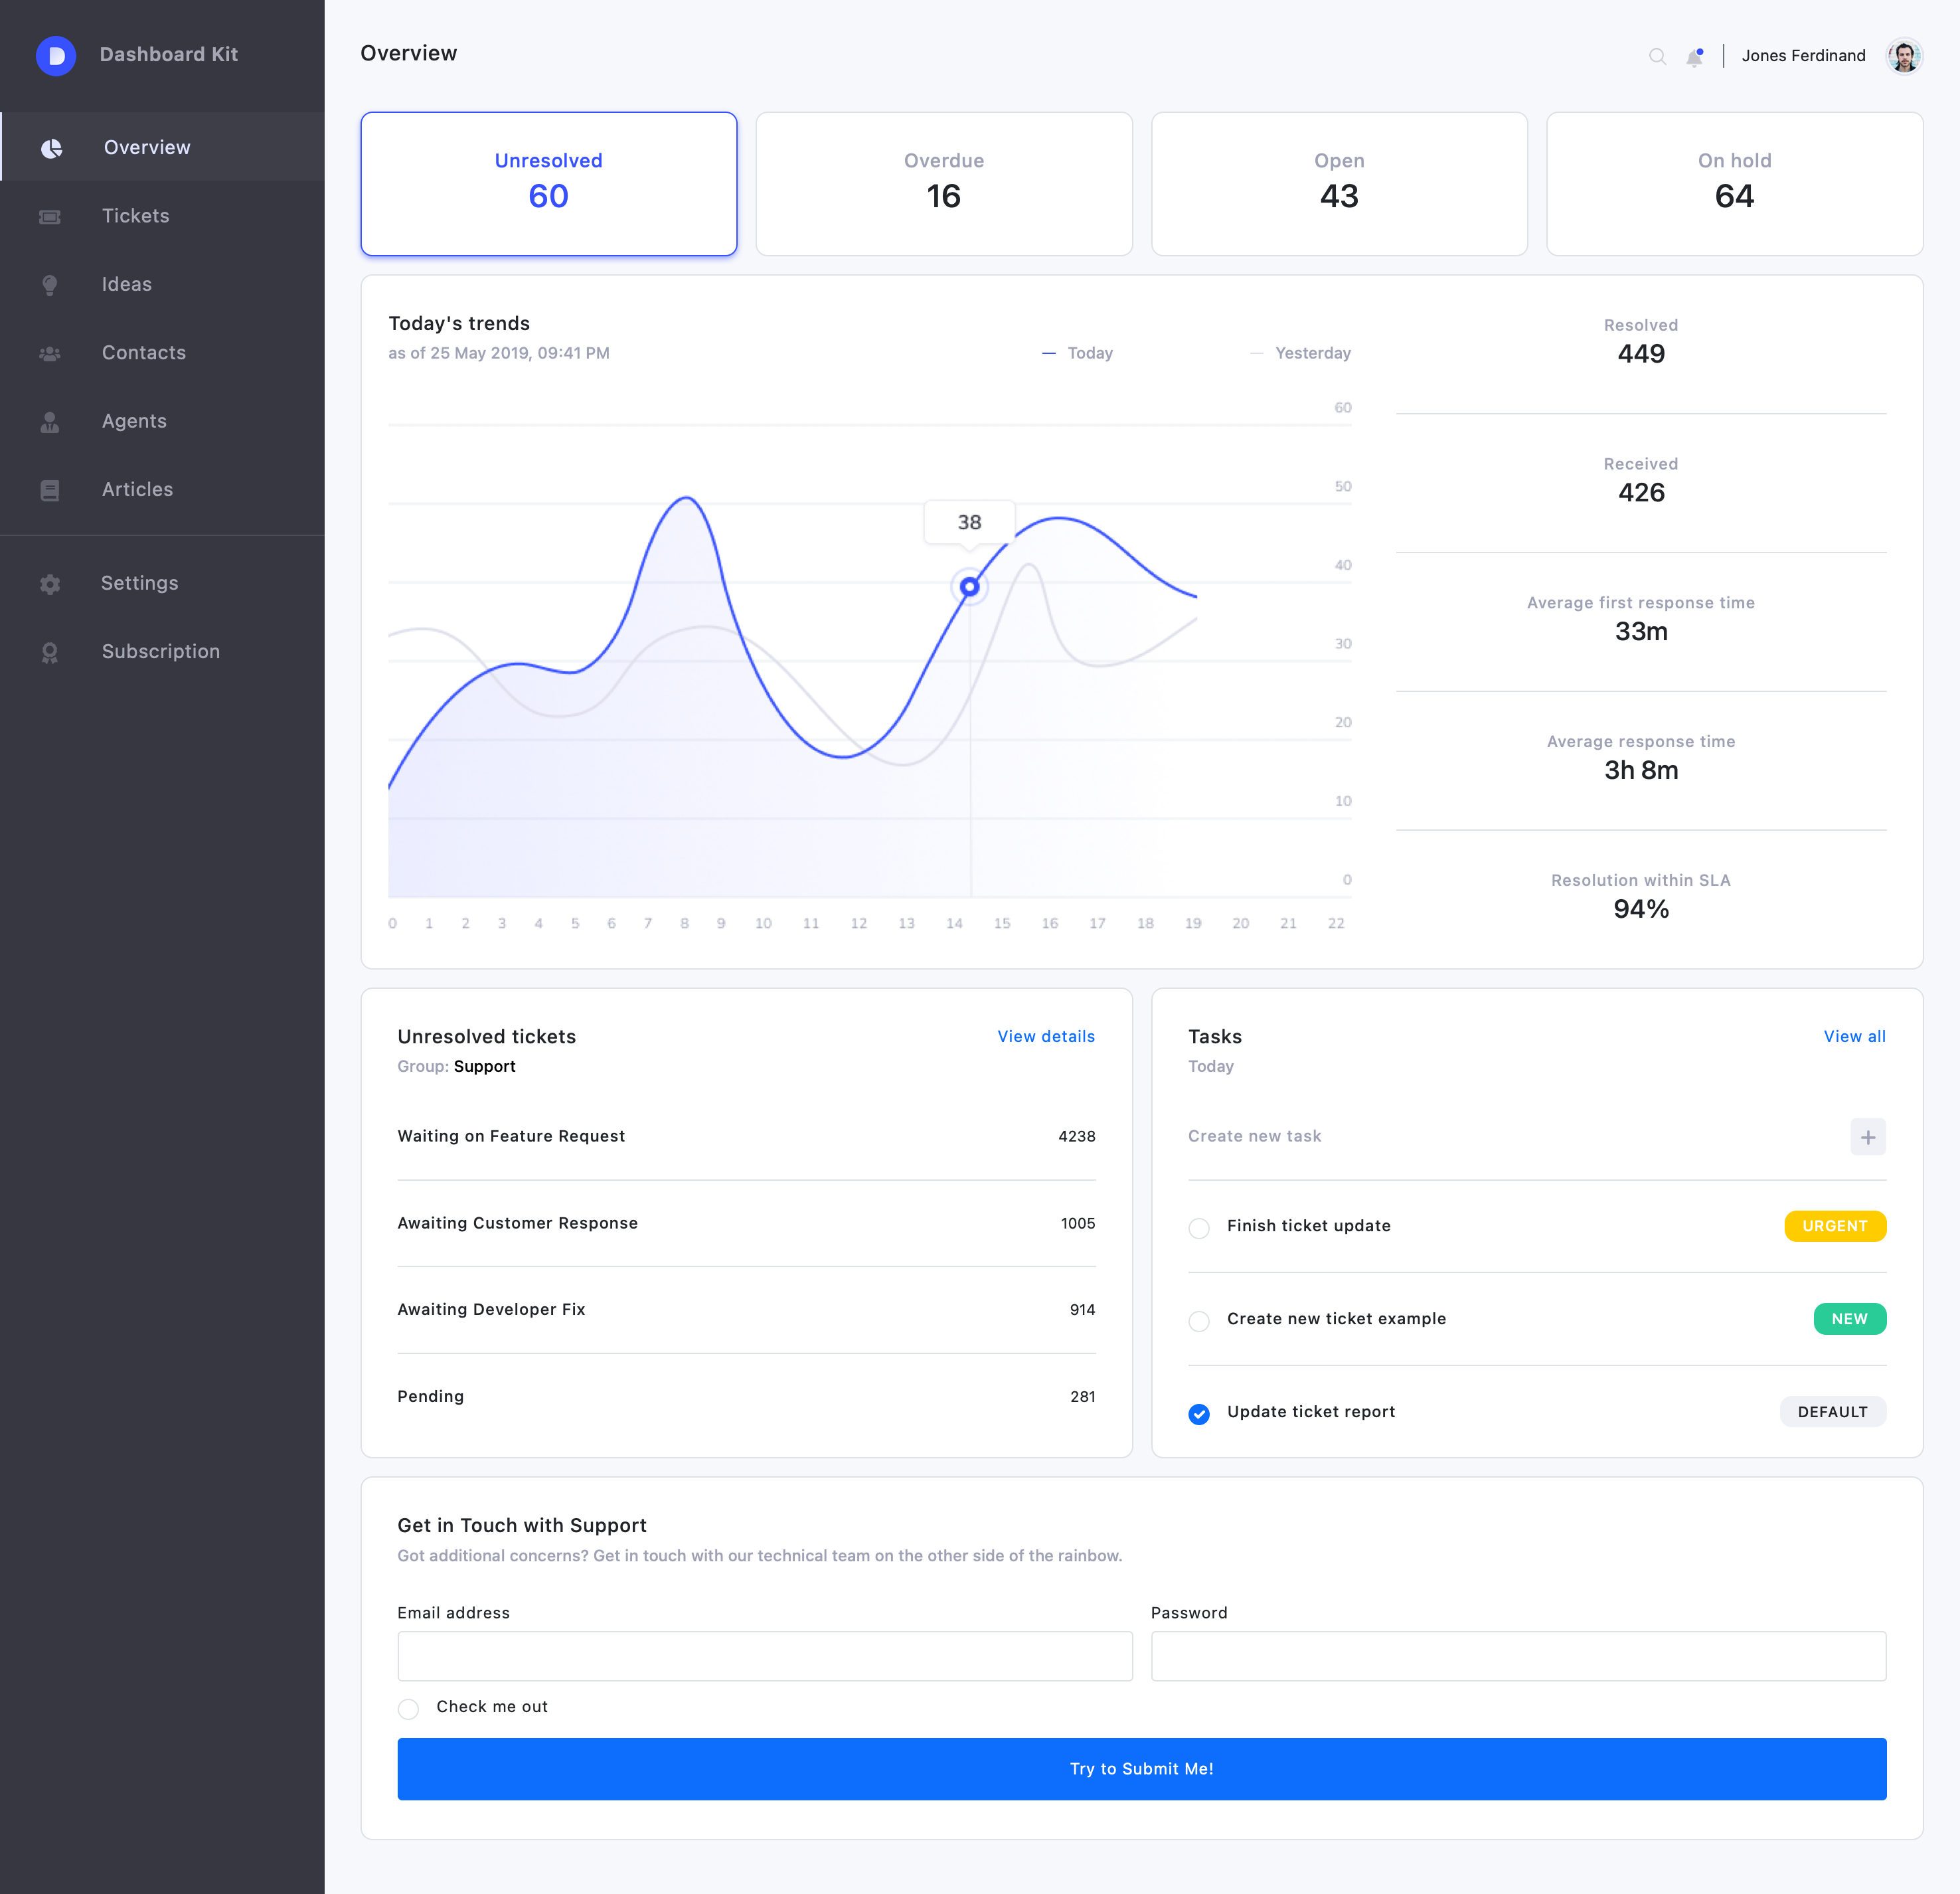 Dashboard Kit
Overview
Tickets
Ideas
Contacts
Agents
Articles
Settings
Subscription
Overview
Jones Ferdinand
Unresolved
60
Overdue
16
Open
43
On hold
64
Today's trends
as of 25 May 2019, 09:41 PM
Today
Yesterday
60
50
40
30
20
10
0
38
0 1 2 3 4 5 6 7 8 9 10 11 12 13 14 15 16 17 18 19 20 21 22
Resolved
449
Received
426
Average first response time
33m
Average response time
3h 8m
Resolution within SLA
94%
Unresolved tickets
View details
Group: Support
Waiting on Feature Request 4238
Awaiting Customer Response 1005
Awaiting Developer Fix 914
Pending 281
Tasks
View all
Today
Create new task
Finish ticket update URGENT
Create new ticket example NEW
Update ticket report DEFAULT
Get in Touch with Support
Got additional concerns? Get in touch with our technical team on the other side of the rainbow.
Email address
Password
Check me out
Try to Submit Me!